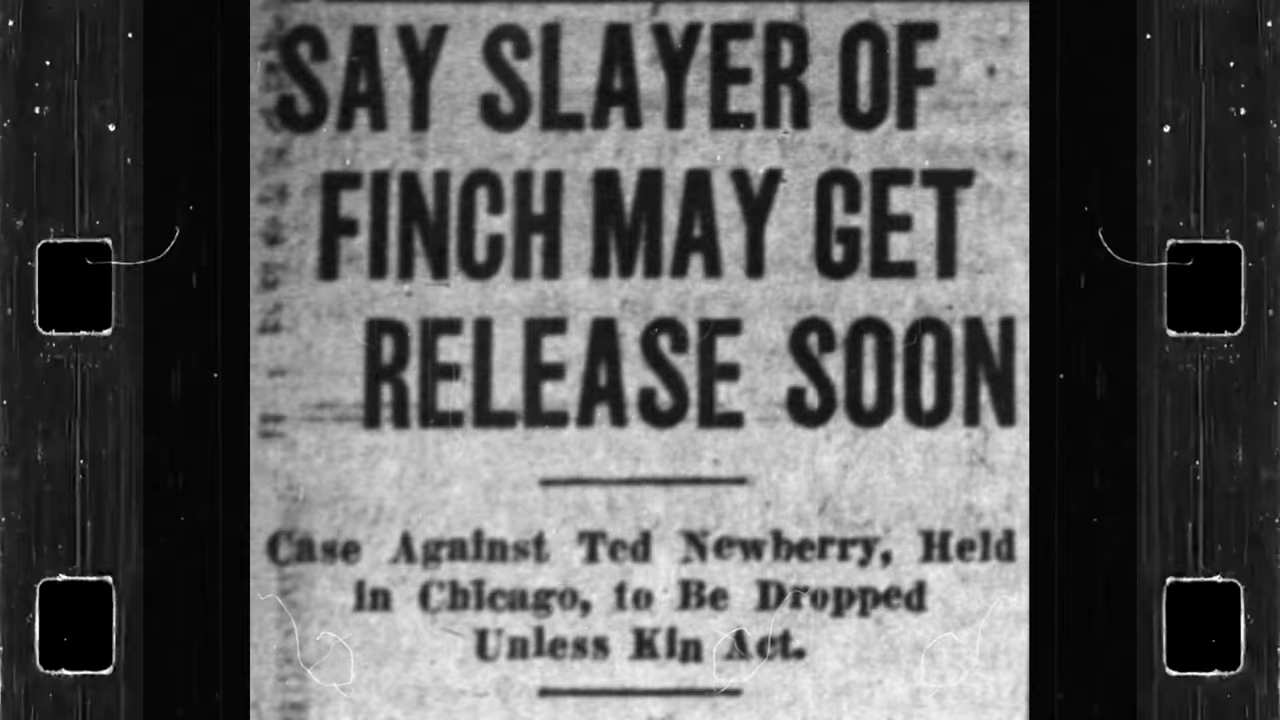 SAY SLAYER OF
FINCH MAY GET
RELEASE SOON
Case Against Ted Newberry, Held
in Chicago, to Be Dropped
Unless Kin Act.